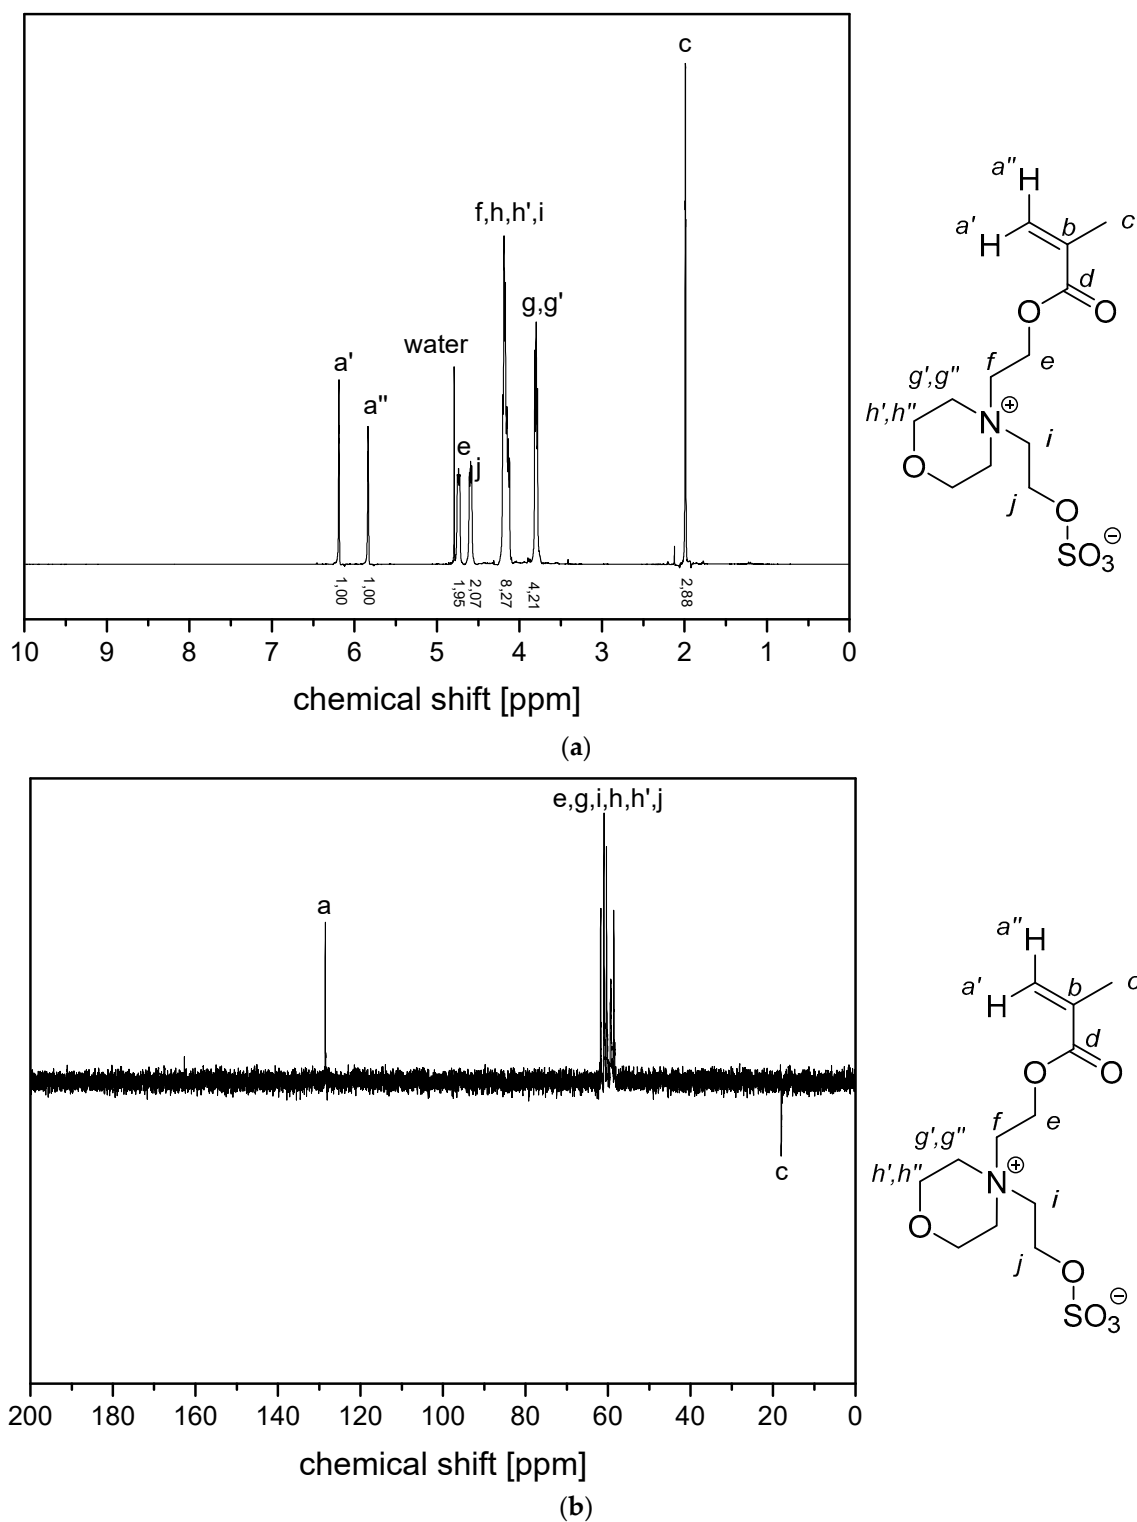 c
f,h,h',i
g,g'
water
a'
a''
e
j
1,00
1,00
1,95
2,07
8,27
4,21
2,88
10 9 8 7 6 5 4 3 2 1 0
chemical shift [ppm]
a'' H
a' H b c
d
O O
f e
g',g''
h',h'' N ⊕
i
O
j O
SO3 ⊖
(a)
e,g,i,h,h',j
a
c
200 180 160 140 120 100 80 60 40 20 0
chemical shift [ppm]
a'' H
a' H b c
d
O O
f e
g',g''
h',h'' N ⊕
i
O
j O
SO3 ⊖
(b)